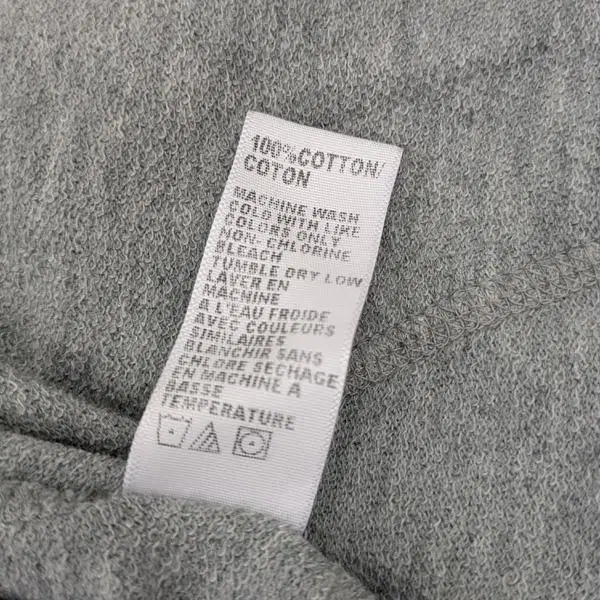 100%COTTON/
COTON
MACHINE WASH
COLD WITH LIKE
COLORS ONLY
NON-CHLORINE
BLEACH
TUMBLE DRY LOW
LAVER EN
MACHINE
A L'EAU FROIDE
AVEC COULEURS
SIMILAIRES
BLANCHIR SANS
CHLORE SECHAGE
EN MACHINE A
BASSE
TEMPERATURE